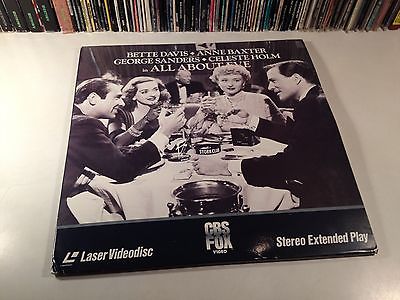 BETTE DAVIS • ANNE BAXTER
GEORGE SANDERS • CELESTE HOLM
in ALL ABOUT EVE
STORK CLUB
LaserVideodisc
CBS
FOX
VIDEO
Stereo Extended Play